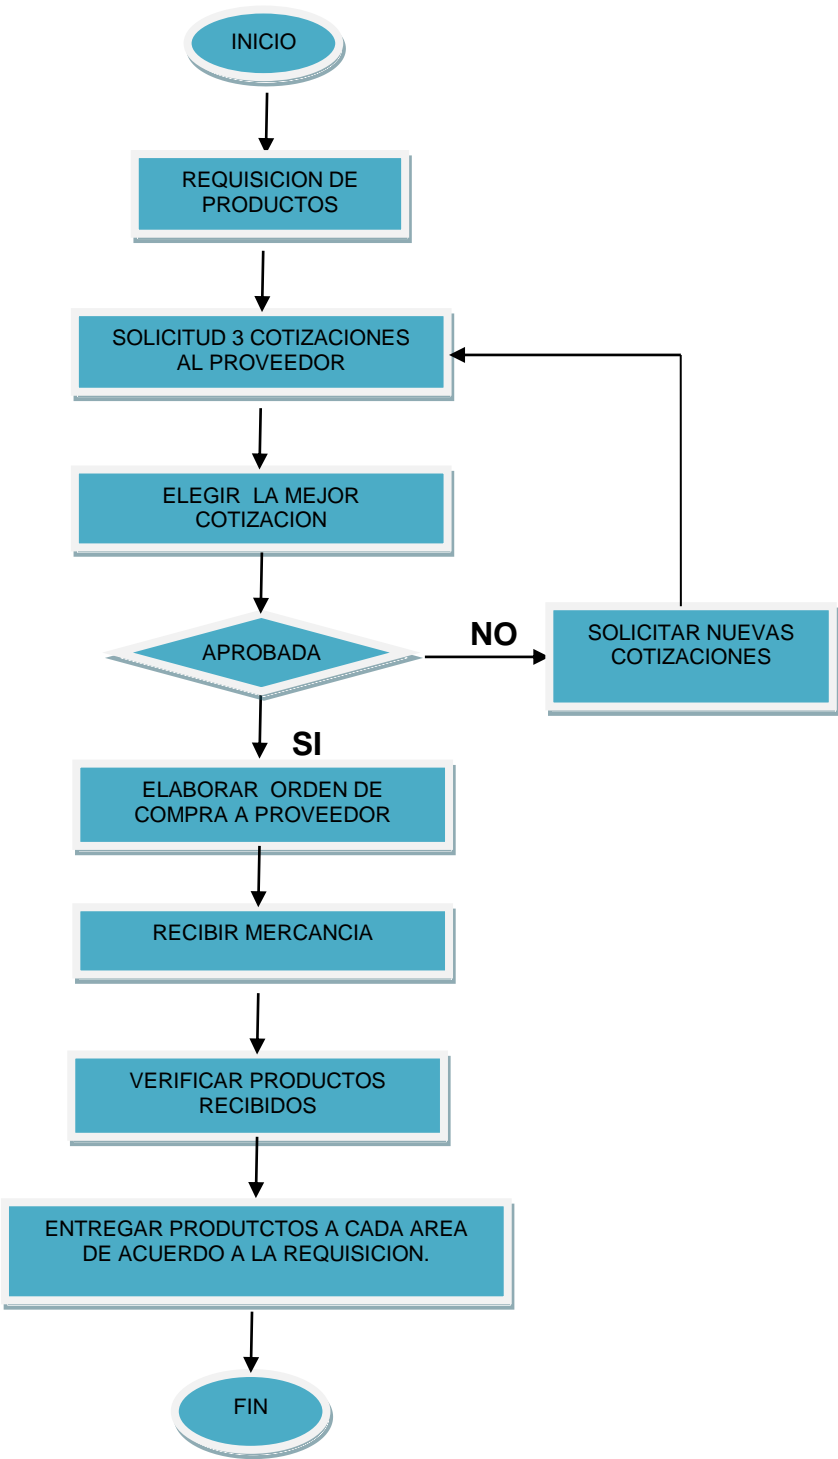 INICIO
REQUISICION DE
PRODUCTOS
SOLICITUD 3 COTIZACIONES
AL PROVEEDOR
ELEGIR  LA MEJOR
COTIZACION
APROBADA
NO
SOLICITAR NUEVAS
COTIZACIONES
SI
ELABORAR  ORDEN DE
COMPRA A PROVEEDOR
RECIBIR MERCANCIA
VERIFICAR PRODUCTOS
RECIBIDOS
ENTREGAR PRODUTCTOS A CADA AREA
DE ACUERDO A LA REQUISICION.
FIN